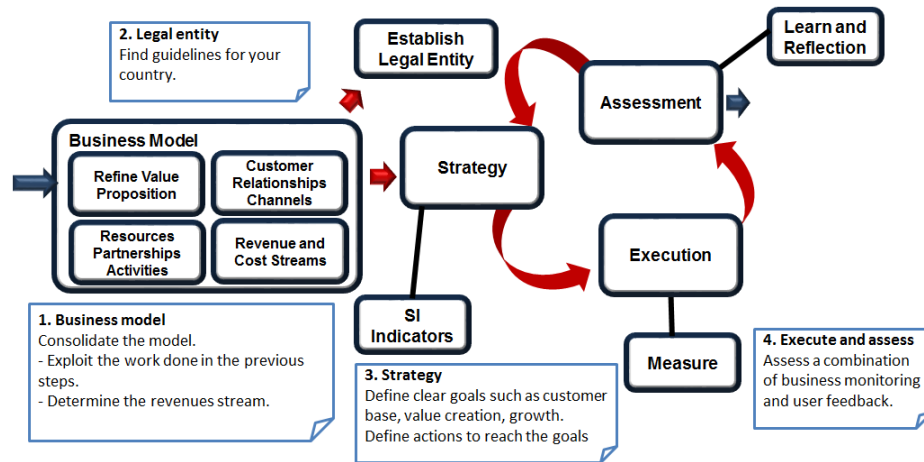 2. Legal entity
Find guidelines for your
country.
Establish
Legal Entity
Learn and
Reflection
Assessment
Business Model
Refine Value
Proposition
Customer
Relationships
Channels
Resources
Partnerships
Activities
Revenue and
Cost Streams
Strategy
Execution
SI
Indicators
Measure
1. Business model
Consolidate the model.
- Exploit the work done in the previous
steps.
- Determine the revenues stream.
3. Strategy
Define clear goals such as customer
base, value creation, growth.
Define actions to reach the goals
4. Execute and assess
Assess a combination
of business monitoring
and user feedback.